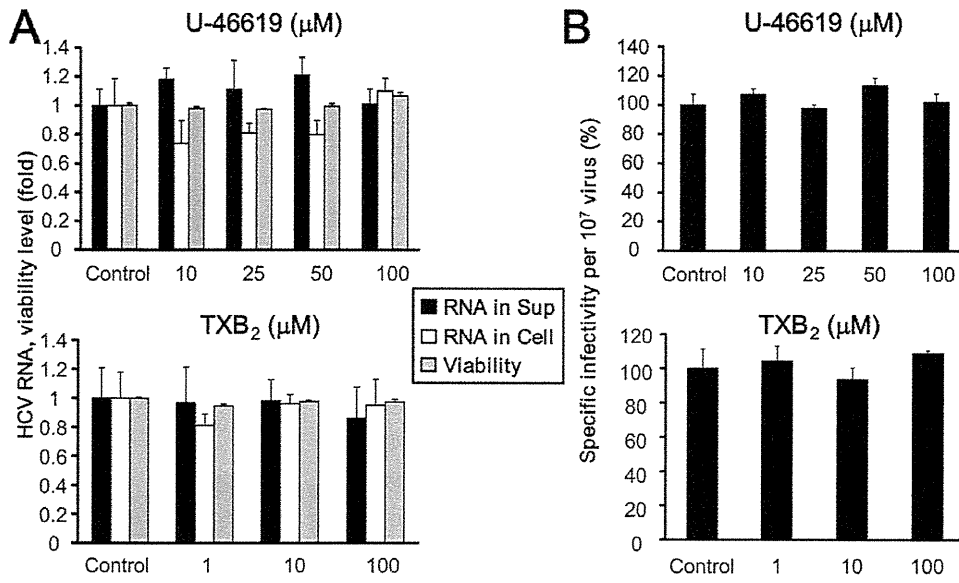 A
U-46619 (μM)
HCV RNA, viability level (fold)
1.4
1.2
1
0.8
0.6
0.4
0.2
0
Control 10 25 50 100
TXB2 (μM)
1.4
1.2
1
0.8
0.6
0.4
0.2
0
Control 1 10 100
RNA in Sup
RNA in Cell
Viability
B
U-46619 (μM)
Specific infectivity per 10⁷ virus (%)
140
120
100
80
60
40
20
0
Control 10 25 50 100
TXB2 (μM)
120
100
80
60
40
20
0
Control 1 10 100